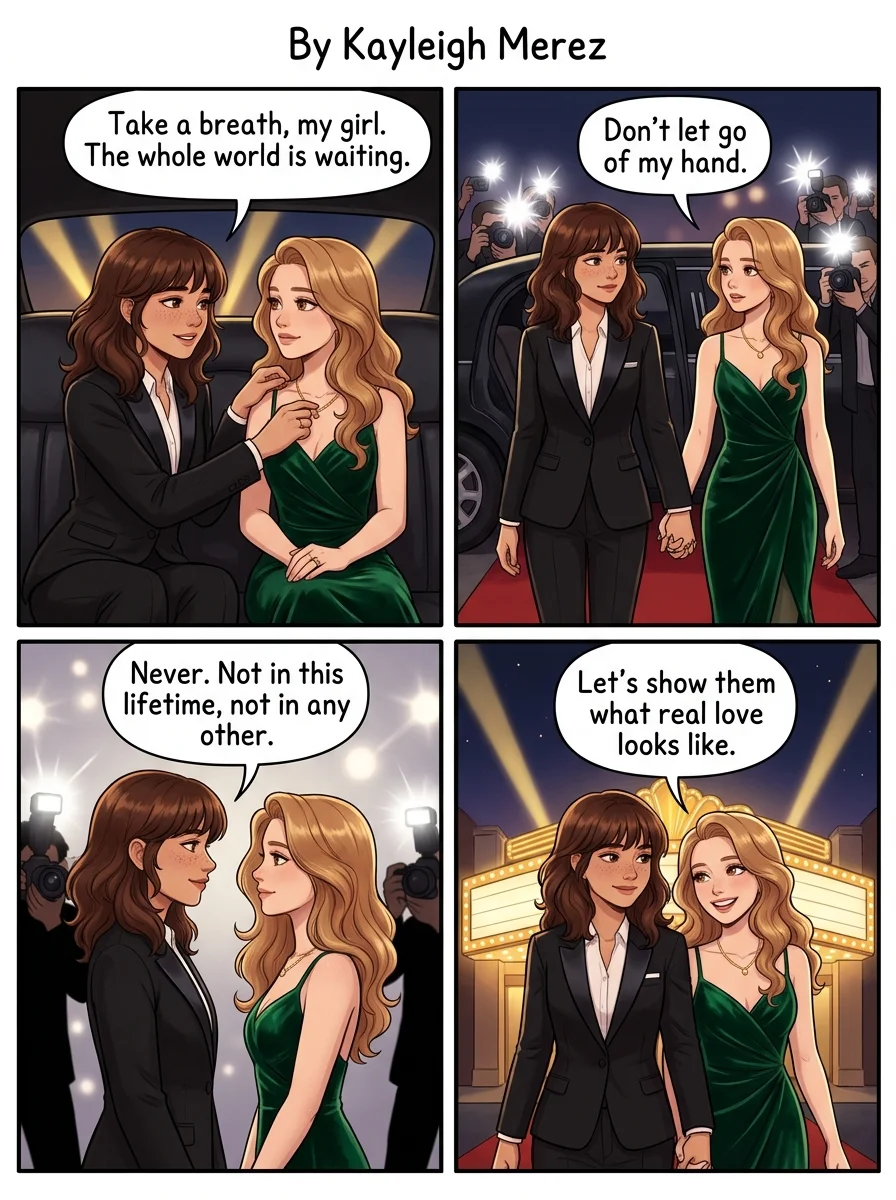 By Kayleigh Merez
Take a breath, my girl.
The whole world is waiting.
Don't let go
of my hand.
Never. Not in this
lifetime, not in any
other.
Let's show them
what real love
looks like.